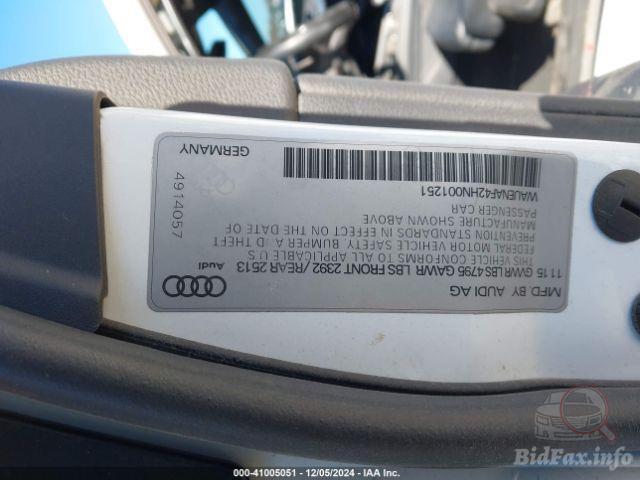 MFD. BY AUDI AG
11 15 GWWR LBS 4795 GAWR LBS FRONT 2392 / REAR 2513
Audi
THIS VEHICLE CONFORMS TO ALL APPLICABLE U S
FEDERAL MOTOR VEHICLE SAFETY, BUMPER AND THEFT
PREVENTION STANDARDS IN EFFECT ON THE DATE OF
MANUFACTURE SHOWN ABOVE
PASSENGER CAR
WAUENAF42HN001251
GERMANY
4914057
000-41005051 - 12/05/2024 - IAA Inc.
BidFax.info